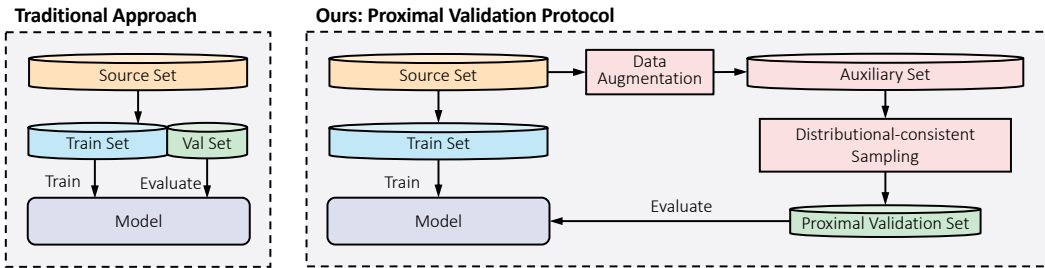 Traditional Approach
Source Set
Train Set
Val Set
Train
Evaluate
Model
Ours: Proximal Validation Protocol
Source Set
Data
Augmentation
Auxiliary Set
Train Set
Distributional-consistent
Sampling
Train
Evaluate
Model
Proximal Validation Set